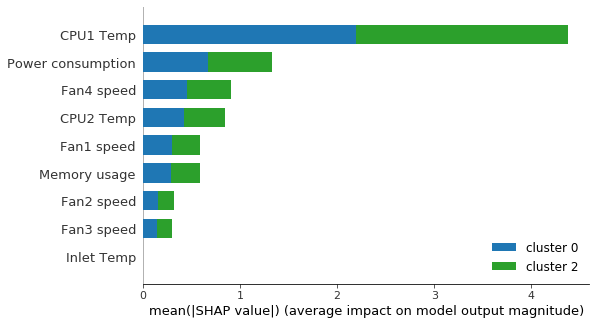 CPU1 Temp
Power consumption
Fan4 speed
CPU2 Temp
Fan1 speed
Memory usage
Fan2 speed
Fan3 speed
Inlet Temp
cluster 0
cluster 2
0 1 2 3 4
mean(|SHAP value|) (average impact on model output magnitude)